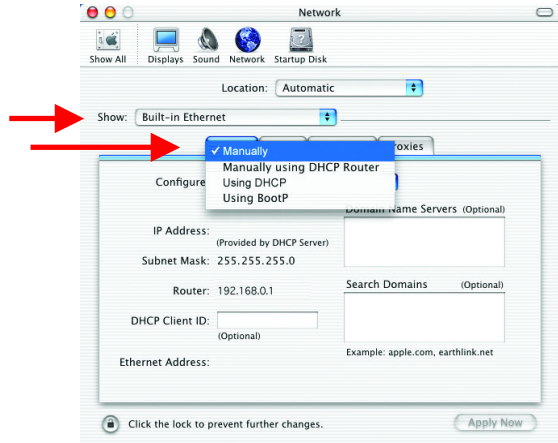 Network
Show All Displays Sound Network Startup Disk
Location: Automatic
Show: Built-in Ethernet
✓ Manually
Manually using DHCP Router
Using DHCP
Using BootP
Configure
Domain Name Servers (Optional)
IP Address:
(Provided by DHCP Server)
Subnet Mask: 255.255.255.0
Router: 192.168.0.1
Search Domains (Optional)
DHCP Client ID:
(Optional)
Example: apple.com, earthlink.net
Ethernet Address:
Click the lock to prevent further changes.
Apply Now